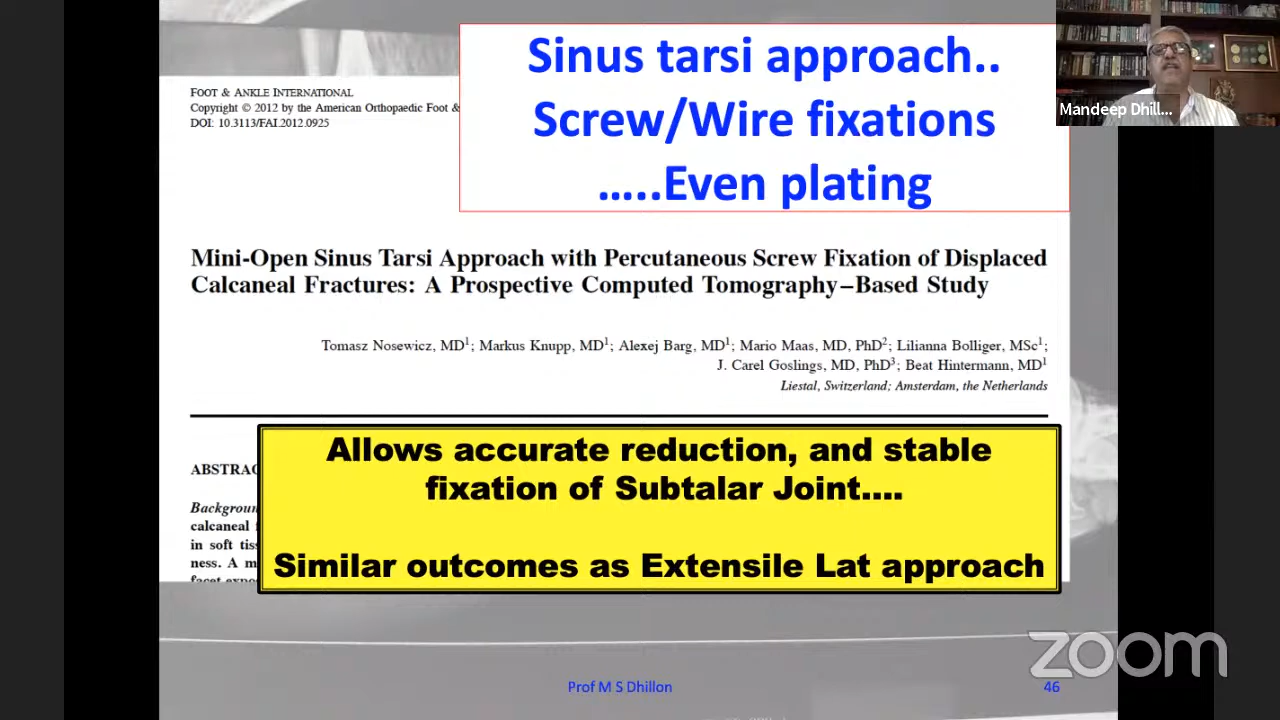 Sinus tarsi approach..
Screw/Wire fixations
…..Even plating
Mandeep Dhill...
FOOT & ANKLE INTERNATIONAL
Copyright © 2012 by the American Orthopaedic Foot &
DOI: 10.3113/FAI.2012.0925
Mini-Open Sinus Tarsi Approach with Percutaneous Screw Fixation of Displaced
Calcaneal Fractures: A Prospective Computed Tomography–Based Study
Tomasz Nosewicz, MD1; Markus Knupp, MD1; Alexej Barg, MD1; Mario Maas, MD, PhD2; Lilianna Bolliger, MSc1;
J. Carel Goslings, MD, PhD3; Beat Hintermann, MD1
Liestal, Switzerland; Amsterdam, the Netherlands
Allows accurate reduction, and stable
fixation of Subtalar Joint....
Similar outcomes as Extensile Lat approach
calcaneal
in soft
ness. A
zoom
Prof M S Dhillon
46